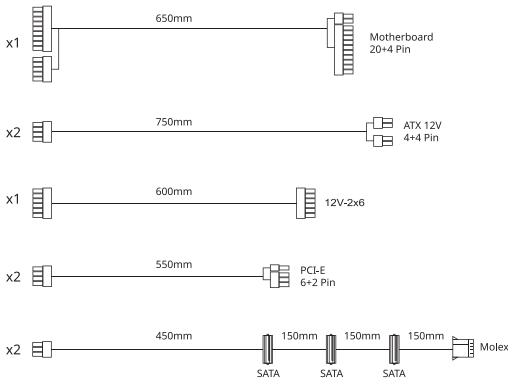 650mm
x1
Motherboard
20+4 Pin
750mm
x2
ATX 12V
4+4 Pin
600mm
x1
12V-2x6
550mm
x2
PCI-E
6+2 Pin
450mm 150mm 150mm 150mm
x2
Molex
SATA SATA SATA